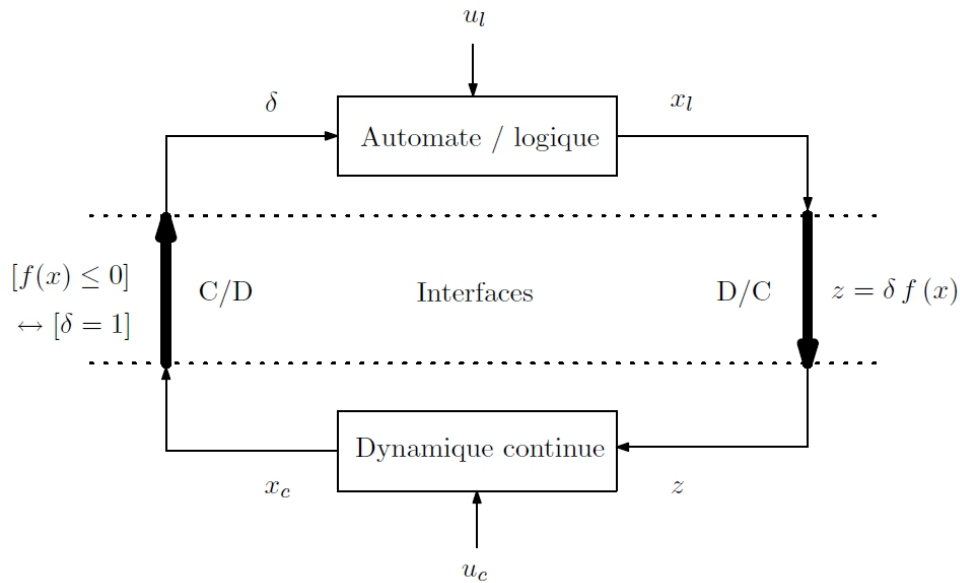 u_l
δ
x_l
Automate / logique
[f(x) ≤ 0]
↔ [δ = 1]
C/D
Interfaces
D/C
z = δ f (x)
Dynamique continue
x_c
z
u_c